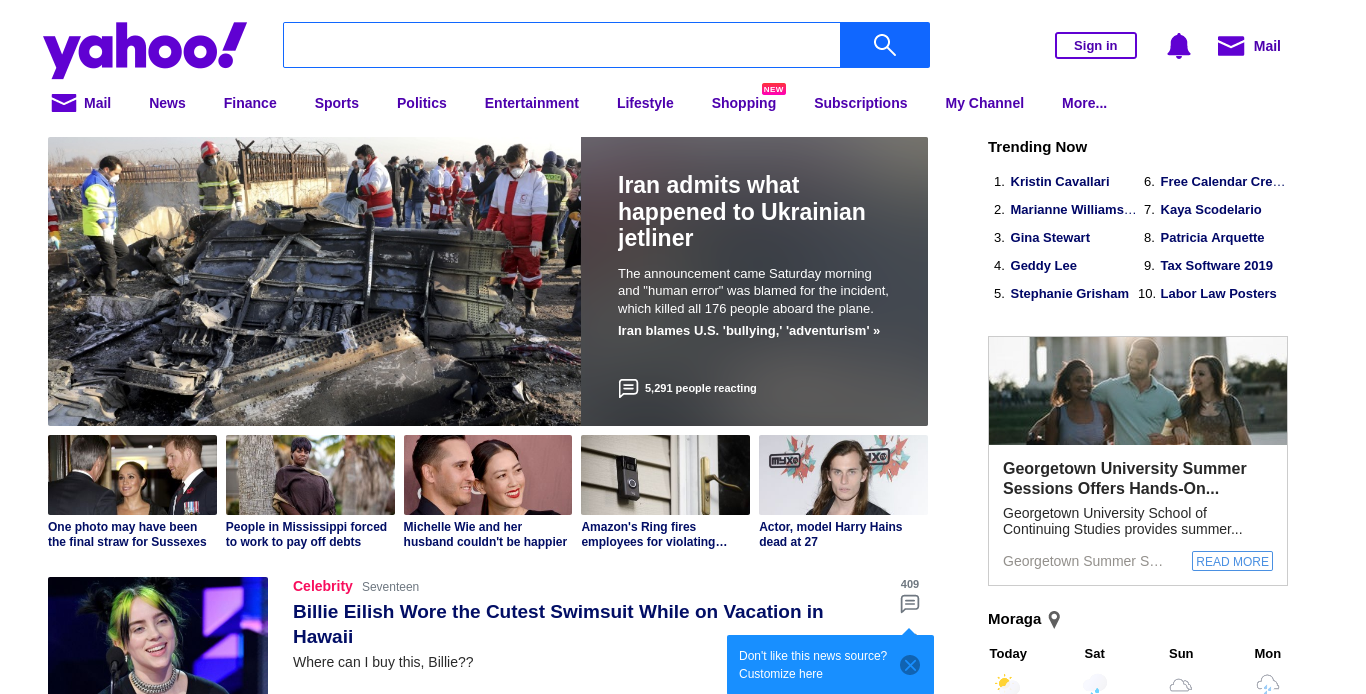 yahoo!
Sign in
Mail
Mail
News
Finance
Sports
Politics
Entertainment
Lifestyle
Shopping
NEW
Subscriptions
My Channel
More...
Iran admits what
happened to Ukrainian
jetliner
The announcement came Saturday morning
and "human error" was blamed for the incident,
which killed all 176 people aboard the plane.
Iran blames U.S. 'bullying,' 'adventurism' »
5,291 people reacting
One photo may have been
the final straw for Sussexes
People in Mississippi forced
to work to pay off debts
Michelle Wie and her
husband couldn't be happier
Amazon's Ring fires
employees for violating…
myx
myx
Actor, model Harry Hains
dead at 27
Celebrity Seventeen
Billie Eilish Wore the Cutest Swimsuit While on Vacation in
Hawaii
Where can I buy this, Billie??
409
Don't like this news source?
Customize here
Trending Now
1. Kristin Cavallari
2. Marianne Williams…
3. Gina Stewart
4. Geddy Lee
5. Stephanie Grisham
6. Free Calendar Cre…
7. Kaya Scodelario
8. Patricia Arquette
9. Tax Software 2019
10. Labor Law Posters
Georgetown University Summer
Sessions Offers Hands-On...
Georgetown University School of
Continuing Studies provides summer...
Georgetown Summer S…
READ MORE
Moraga
Today
Sat
Sun
Mon